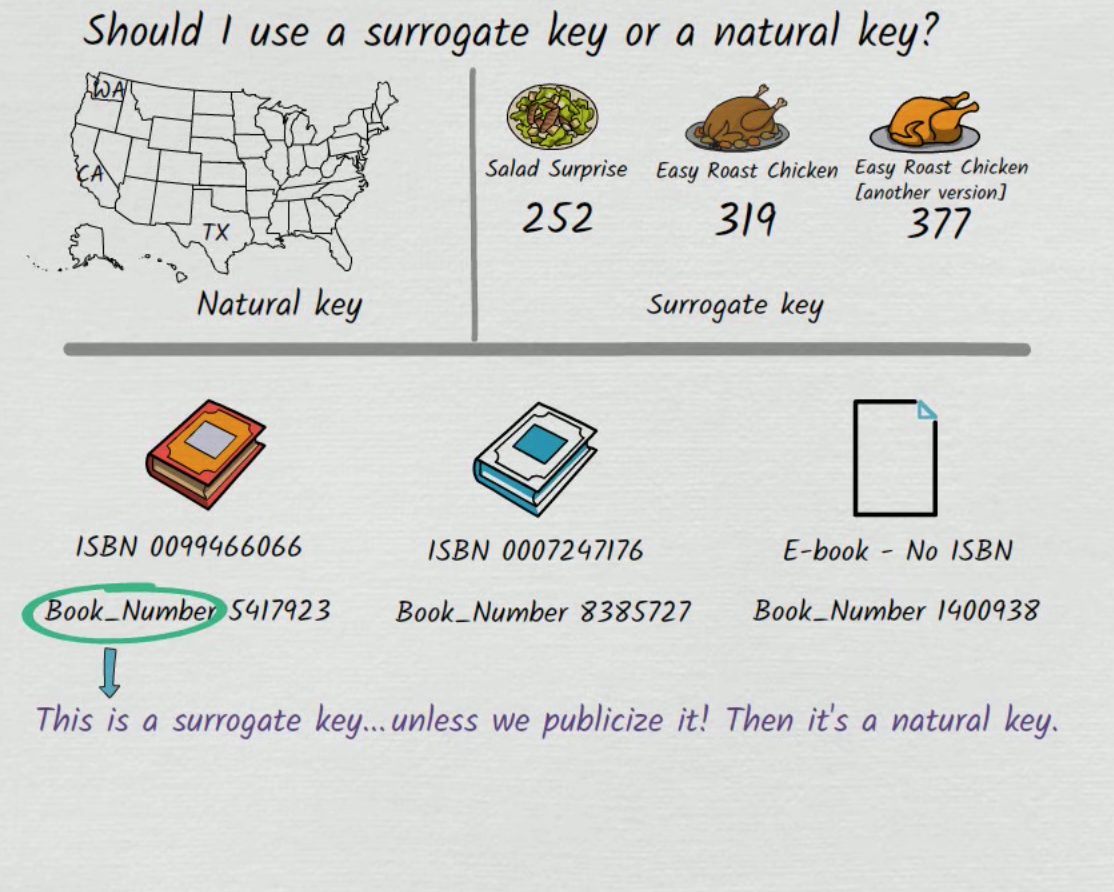 Should I use a surrogate key or a natural key?
WA
CA
TX
Natural key
Salad Surprise
252
Easy Roast Chicken
319
Easy Roast Chicken
[another version]
377
Surrogate key
ISBN 0099466066
Book_Number 5417923
ISBN 0007247176
Book_Number 8385727
E-book - No ISBN
Book_Number 1400938
This is a surrogate key...unless we publicize it! Then it's a natural key.